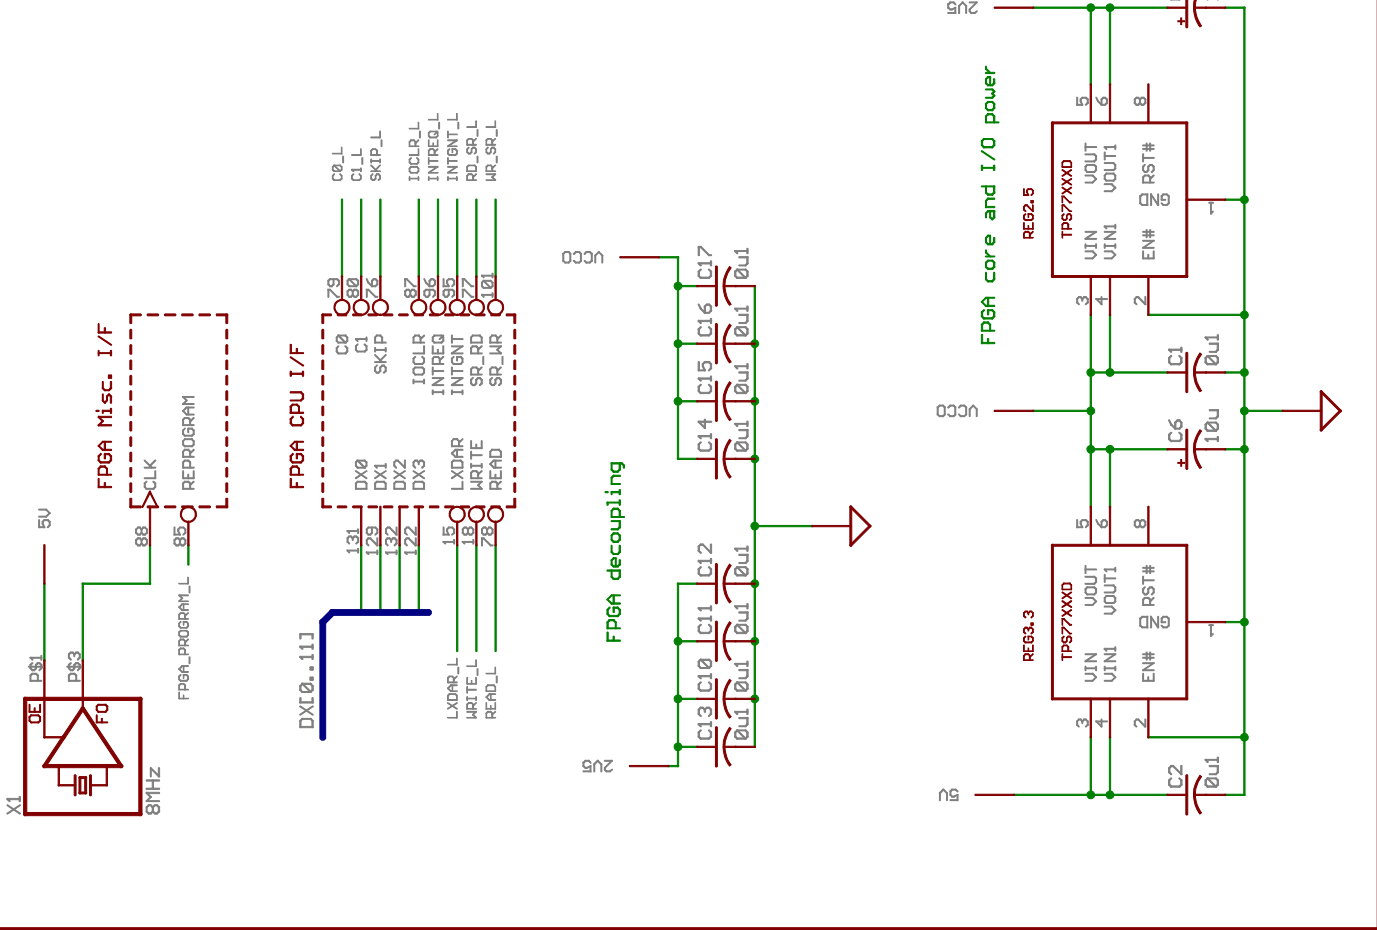 5V
P$1
P$3
OE
FO
X1
8MHz
FPGA Misc. I/F
CLK
REPROGRAM
88
85
FPGA_PROGRAM_L
FPGA CPU I/F
C0_L
C1_L
SKIP_L
IOCLR_L
INTREQ_L
INTGNT_L
RD_SR_L
WR_SR_L
79
80
76
87
96
95
77
101
C0
C1
SKIP
IOCLR
INTREQ
INTGNT
SR_RD
SR_WR
DX0
DX1
DX2
DX3
LXDAR
WRITE
READ
131
129
132
122
15
18
78
DX[0..11]
LXDAR_L
WRITE_L
READ_L
FPGA decoupling
VCCO
C17
0u1
C16
0u1
C15
0u1
C14
0u1
C12
0u1
C11
0u1
C10
0u1
C13
0u1
2V5
FPGA core and I/O power
2V5
+
5
6
8
REG2.5
TPS77XXXD
VOUT
VOUT1
RST#
GND
1
VIN
VIN1
EN#
3
4
2
C1
0u1
VCCO
C6
10u
+
5
6
8
REG3.3
TPS77XXXD
VOUT
VOUT1
RST#
GND
1
VIN
VIN1
EN#
3
4
2
C2
0u1
5V